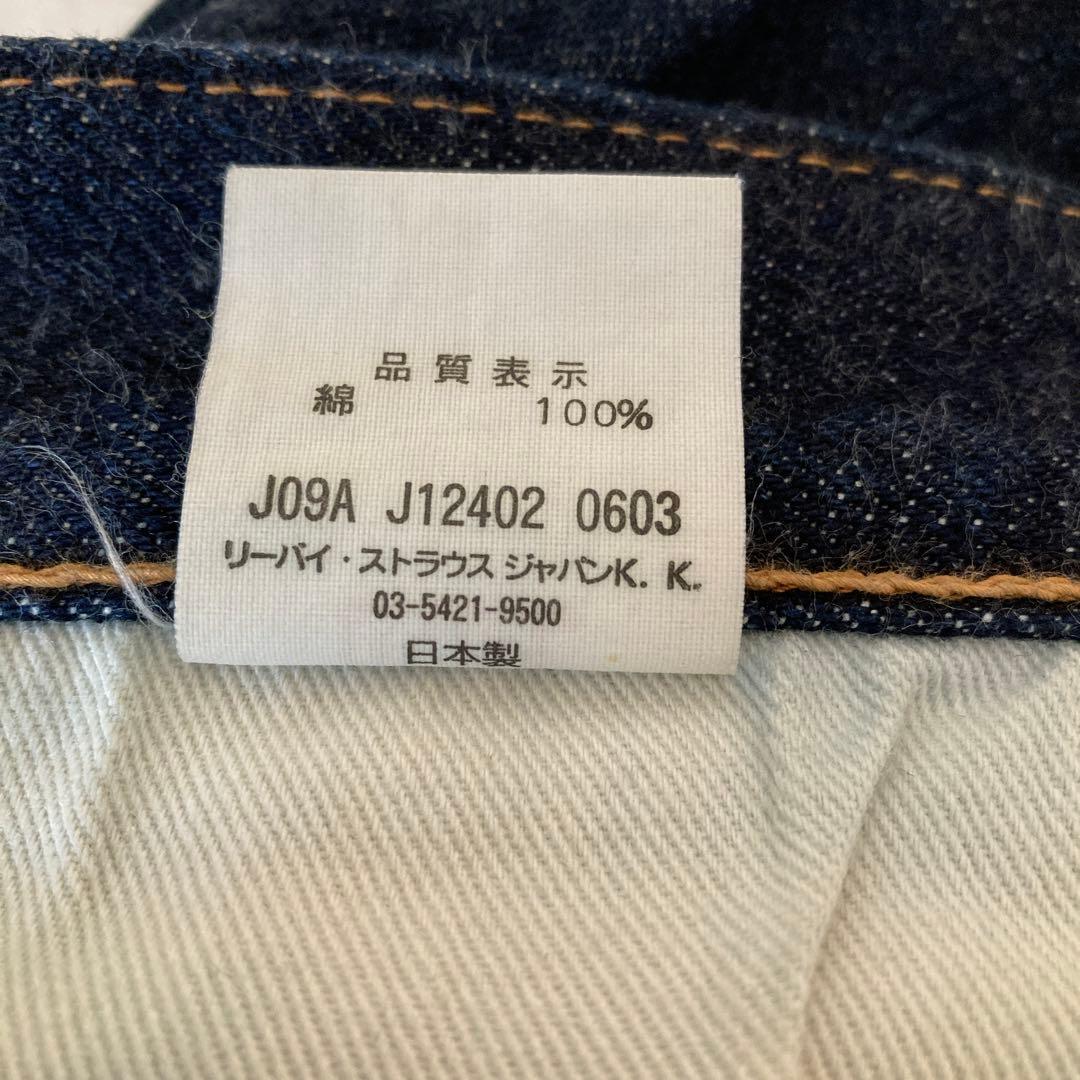 品質表示
綿 100%
J09A J12402 0603
リーバイ・ストラウス ジャパンK. K.
03-5421-9500
日本製